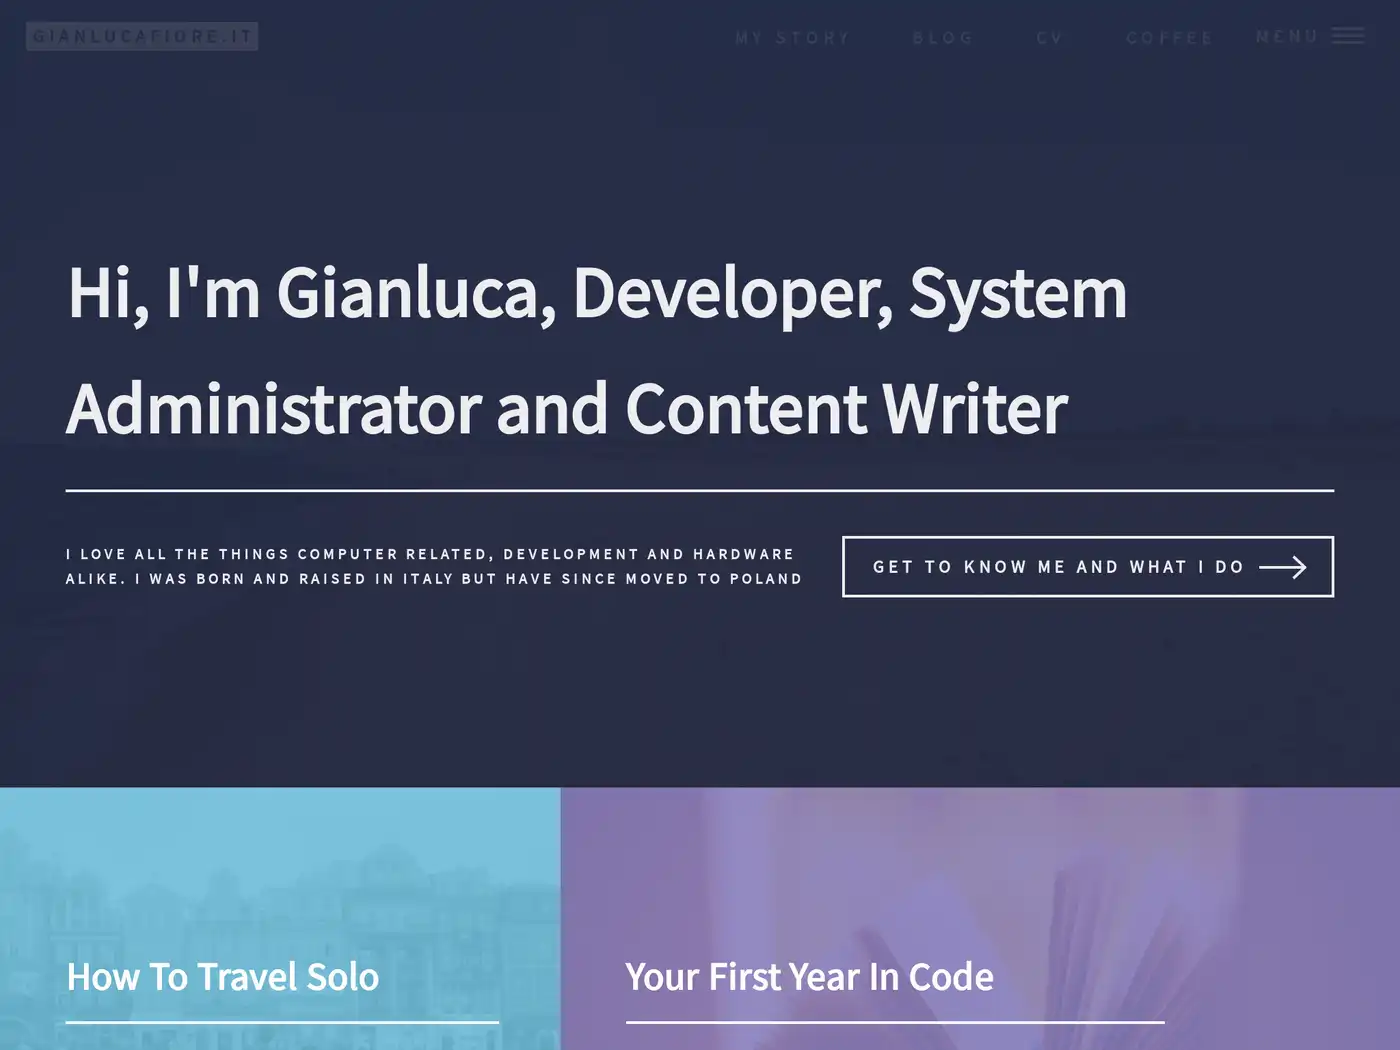 GIANLUCAFIORE.IT
MY STORY BLOG CV COFFEE MENU
Hi, I'm Gianluca, Developer, System
Administrator and Content Writer
I LOVE ALL THE THINGS COMPUTER RELATED, DEVELOPMENT AND HARDWARE
ALIKE. I WAS BORN AND RAISED IN ITALY BUT HAVE SINCE MOVED TO POLAND
GET TO KNOW ME AND WHAT I DO
How To Travel Solo
Your First Year In Code